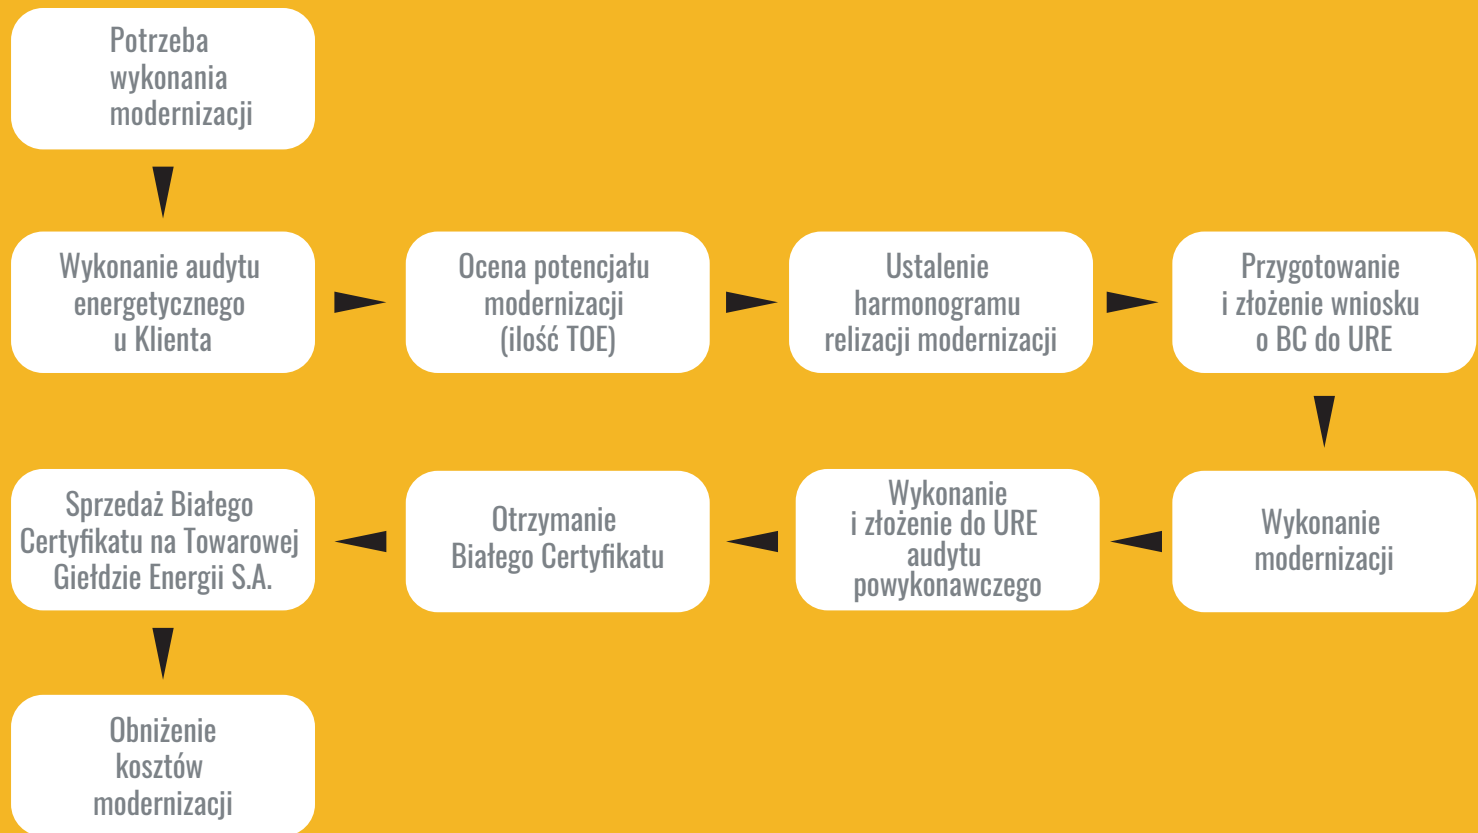 Potrzeba
wykonania
modernizacji
Wykonanie audytu
energetycznego
u Klienta
Ocena potencjału
modernizacji
(ilość TOE)
Ustalenie
harmonogramu
relizacji modernizacji
Przygotowanie
i złożenie wniosku
o BC do URE
Wykonanie
modernizacji
Wykonanie
i złożenie do URE
audytu
powykonawczego
Otrzymanie
Białego Certyfikatu
Sprzedaż Białego
Certyfikatu na Towarowej
Giełdzie Energii S.A.
Obniżenie
kosztów
modernizacji